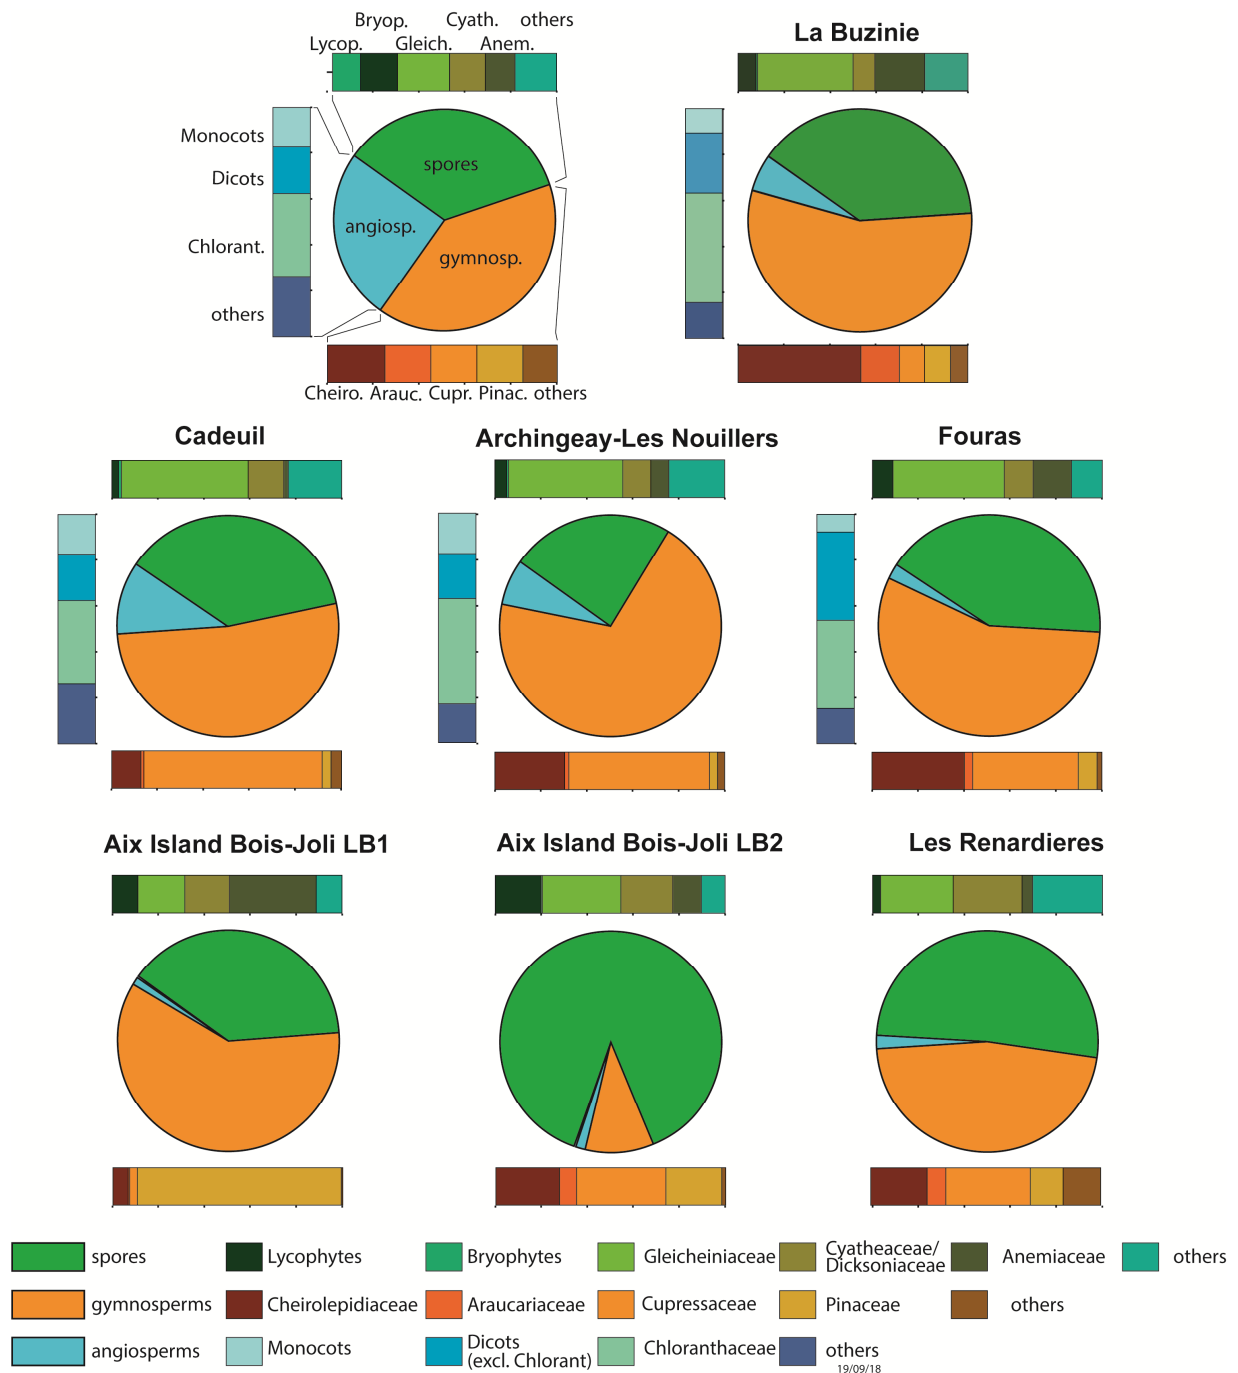 Bryop. Cyath. others
Lycop. Gleich. Anem.
La Buzinie
Monocots
Dicots
Chlorant.
others
spores
angiosp.
gymnosp.
Cheiro. Arauc. Cupr. Pinac. others
Cadeuil
Archingeay-Les Nouillers
Fouras
Aix Island Bois-Joli LB1
Aix Island Bois-Joli LB2
Les Renardieres
spores
Lycophytes
Bryophytes
Gleicheiniaceae
Cyatheaceae/
Dicksoniaceae
Anemiaceae
others
gymnosperms
Cheirolepidiaceae
Araucariaceae
Cupressaceae
Pinaceae
others
angiosperms
Monocots
Dicots
(excl. Chlorant)
Chloranthaceae
others
19/09/18